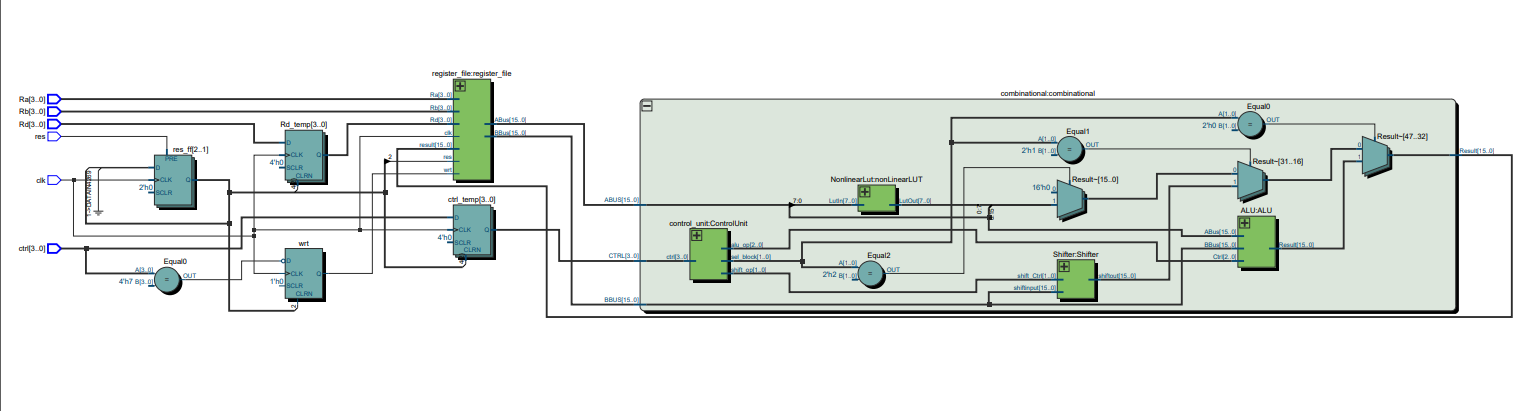 register_file:register_file
combinational:combinational
Ra[3..0]
Rb[3..0]
Rd[3..0]
res
clk
ctrl[3..0]
res_ff[2..1]
PRE
D
CLK
Q
2'h0
SCLR
Rd_temp[3..0]
D
CLK
Q
4'h0
SCLR
CLRN
Ra[3..0]
Rb[3..0]
Rd[3..0]
clk
result[15..0]
res
wrt
ABus[15..0]
BBus[15..0]
2
ctrl_temp[3..0]
D
CLK
Q
4'h0
SCLR
CLRN
wrt
D
CLK
Q
1'h0
SCLR
CLRN
2
Equal0
A[3..0]
4'h7 B[3..0]
=
OUT
ABUS[15..0]
CTRL[3..0]
BBUS[15..0]
7:0
NonlinearLut:nonLinearLUT
LutIn[7..0]
LutOut[7..0]
control_unit:ControlUnit
ctrl[3..0]
alu_op[2..0]
sel_block[1..0]
shift_op[1..0]
Equal2
A[1..0]
2'h2 B[1..0]
=
OUT
Equal1
A[1..0]
2'h1 B[1..0]
=
OUT
Result~[15..0]
16'h0
0
1
Shifter:Shifter
shift_Ctrl[1..0]
shiftinput[15..0]
shiftout[15..0]
Equal0
A[1..0]
2'h0 B[1..0]
=
OUT
Result~[31..16]
0
1
ALU:ALU
ABus[15..0]
BBus[15..0]
Ctrl[2..0]
Result[15..0]
Result~[47..32]
0
1
Result[15..0]